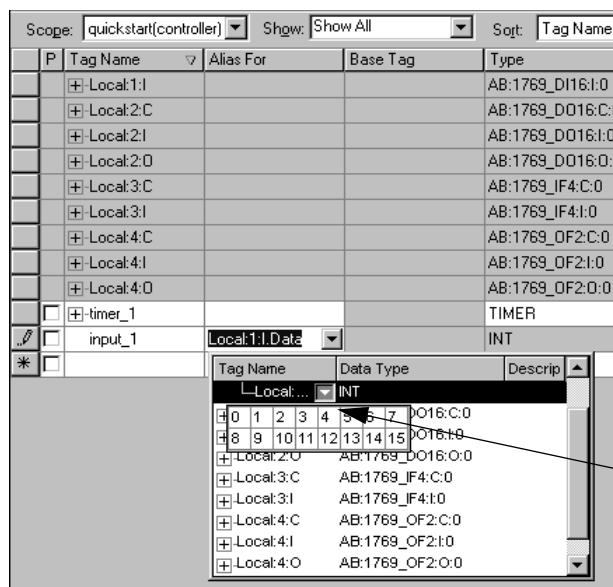 Scope: quickstart(controller) Show: Show All Sort: Tag Name
P Tag Name Alias For Base Tag Type
Local:1:I AB:1769_DI16:I:0
Local:2:C AB:1769_DO16:C:
Local:2:I AB:1769_DO16:I:0
Local:2:O AB:1769_DO16:O:
Local:3:C AB:1769_IF4:C:0
Local:3:I AB:1769_IF4:I:0
Local:4:C AB:1769_OF2:C:0
Local:4:I AB:1769_OF2:I:0
Local:4:O AB:1769_OF2:O:0
timer_1 TIMER
input_1 Local:1:I.Data INT
Tag Name Data Type Descrip
Local:... INT
0 1 2 3 4 5 6 7 DO16:C:0
8 9 10 11 12 13 14 15 DO16:I:0
Local:2:O AB:1769_DO16:O:0
Local:3:C AB:1769_IF4:C:0
Local:3:I AB:1769_IF4:I:0
Local:4:C AB:1769_OF2:C:0
Local:4:I AB:1769_OF2:I:0
Local:4:O AB:1769_OF2:O:0